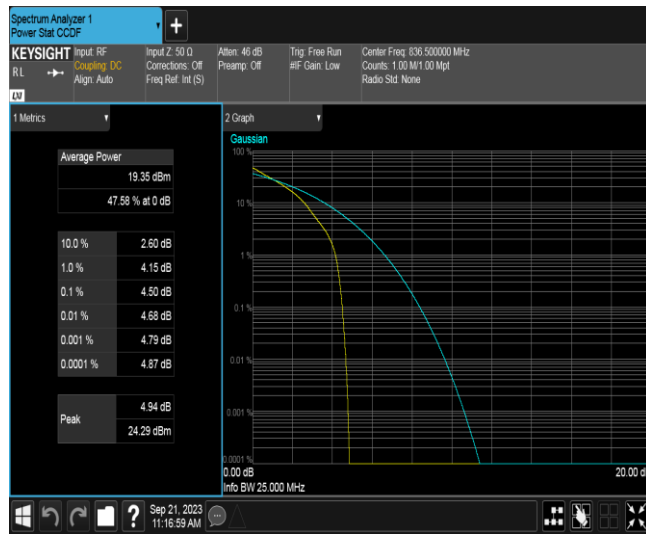 Spectrum Analyzer 1
Power Stat CCDF
+
KEYSIGHT
RL
LXI
Input: RF
Coupling: DC
Align: Auto
Input Z: 50 Ω
Corrections: Off
Freq Ref: Int (S)
Atten: 46 dB
Preamp: Off
Trig: Free Run
#IF Gain: Low
Center Freq: 836.500000 MHz
Counts: 1.00 M/1.00 Mpt
Radio Std: None
1 Metrics
Average Power
19.35 dBm
47.58 % at 0 dB
10.0 % 2.60 dB
1.0 % 4.15 dB
0.1 % 4.50 dB
0.01 % 4.68 dB
0.001 % 4.79 dB
0.0001 % 4.87 dB
Peak
4.94 dB
24.29 dBm
2 Graph
Gaussian
100 %
10 %
1 %
0.1 %
0.01 %
0.001 %
0.0001 %
0.00 dB 20.00 d
Info BW 25.000 MHz
?
Sep 21, 2023
11:16:59 AM